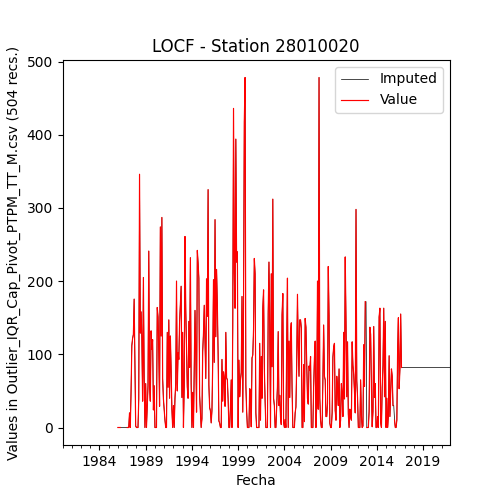 LOCF - Station 28010020
Values in Outlier_IQR_Cap_Pivot_PTPM_TT_M.csv (504 recs.)
500
400
300
200
100
0
Imputed
Value
1984 1989 1994 1999 2004 2009 2014 2019
Fecha